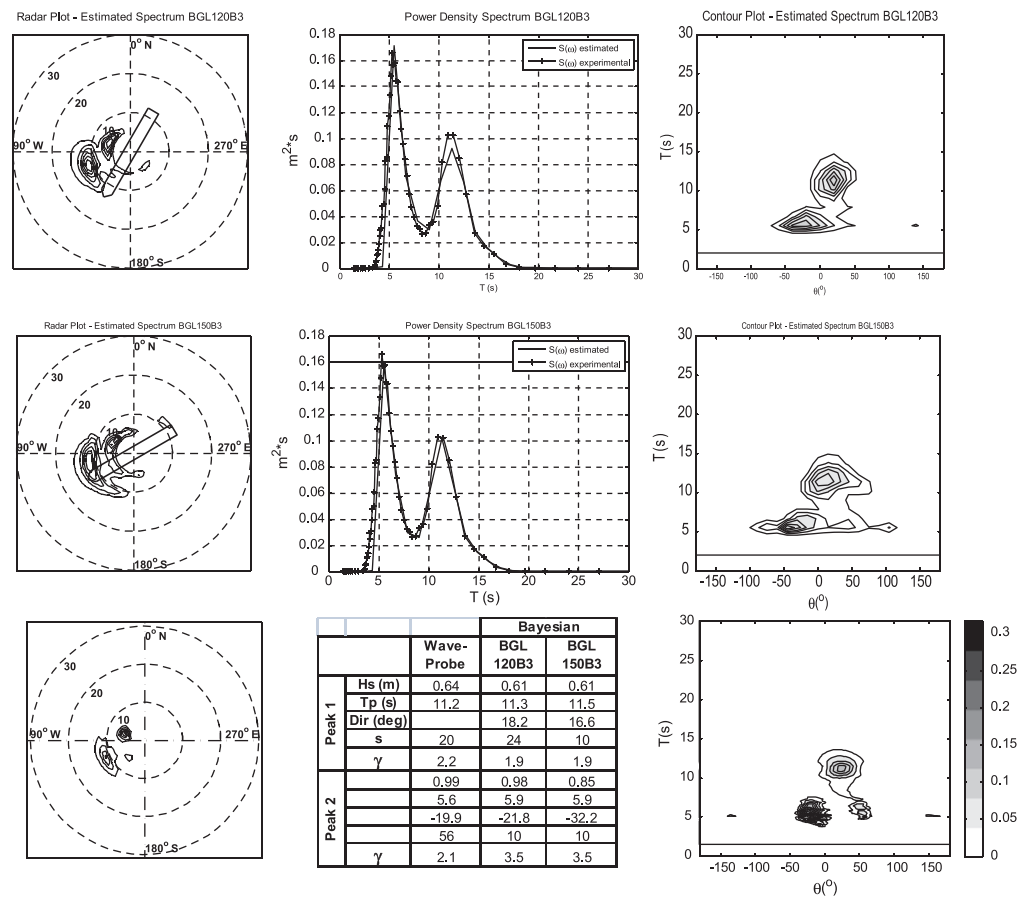 Radar Plot - Estimated Spectrum BGL120B3
0° N
30
20
10
90° W
270° E
180° S
Power Density Spectrum BGL120B3
0.18
0.16
0.14
0.12
0.1
0.08
0.06
0.04
0.02
0
m²*s
S(ω) estimated
S(ω) experimental
0 5 10 15 20 25 30
T (s)
Contour Plot - Estimated Spectrum BGL120B3
30
25
20
15
10
5
0
T(s)
-150 -100 -50 0 50 100 150
θ(°)
Radar Plot - Estimated Spectrum BGL150B3
0° N
30
20
10
90° W
270° E
180° S
Power Density Spectrum BGL150B3
0.18
0.16
0.14
0.12
0.1
0.08
0.06
0.04
0.02
0
m²*s
S(ω) estimated
S(ω) experimental
0 5 10 15 20 25 30
T (s)
Contour Plot - Estimated Spectrum BGL150B3
30
25
20
15
10
5
0
T(s)
-150 -100 -50 0 50 100 150
θ(°)
0° N
30
20
10
90° W
270° E
180° S
Bayesian
Wave-Probe BGL 120B3 BGL 150B3
Peak 1
Hs (m) 0.64 0.61 0.61
Tp (s) 11.2 11.3 11.5
Dir (deg) 18.2 16.6
s 20 24 10
γ 2.2 1.9 1.9
Peak 2
0.99 0.98 0.85
5.6 5.9 5.9
-19.9 -21.8 -32.2
56 10 10
γ 2.1 3.5 3.5
30
25
20
15
10
5
0
T(s)
-150 -100 -50 0 50 100 150
θ(°)
0.3
0.25
0.2
0.15
0.1
0.05
0